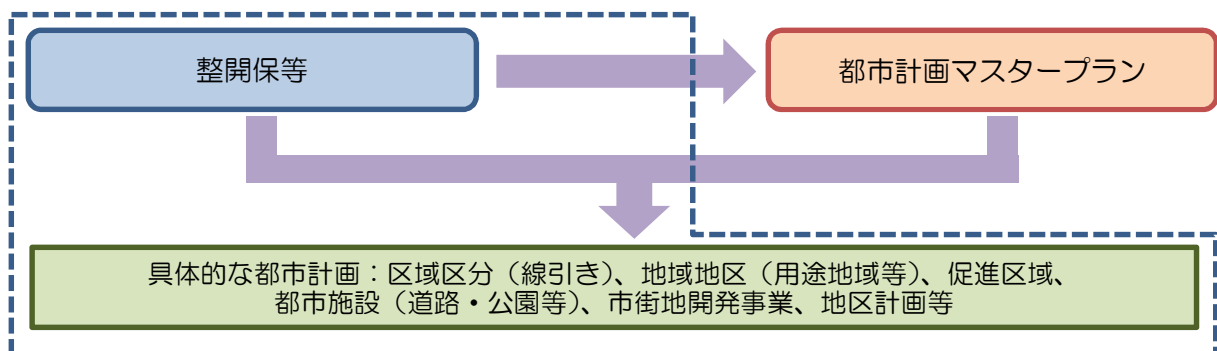 整開保等
都市計画マスタープラン
具体的な都市計画：区域区分（線引き）、地域地区（用途地域等）、促進区域、
都市施設（道路・公園等）、市街地開発事業、地区計画等